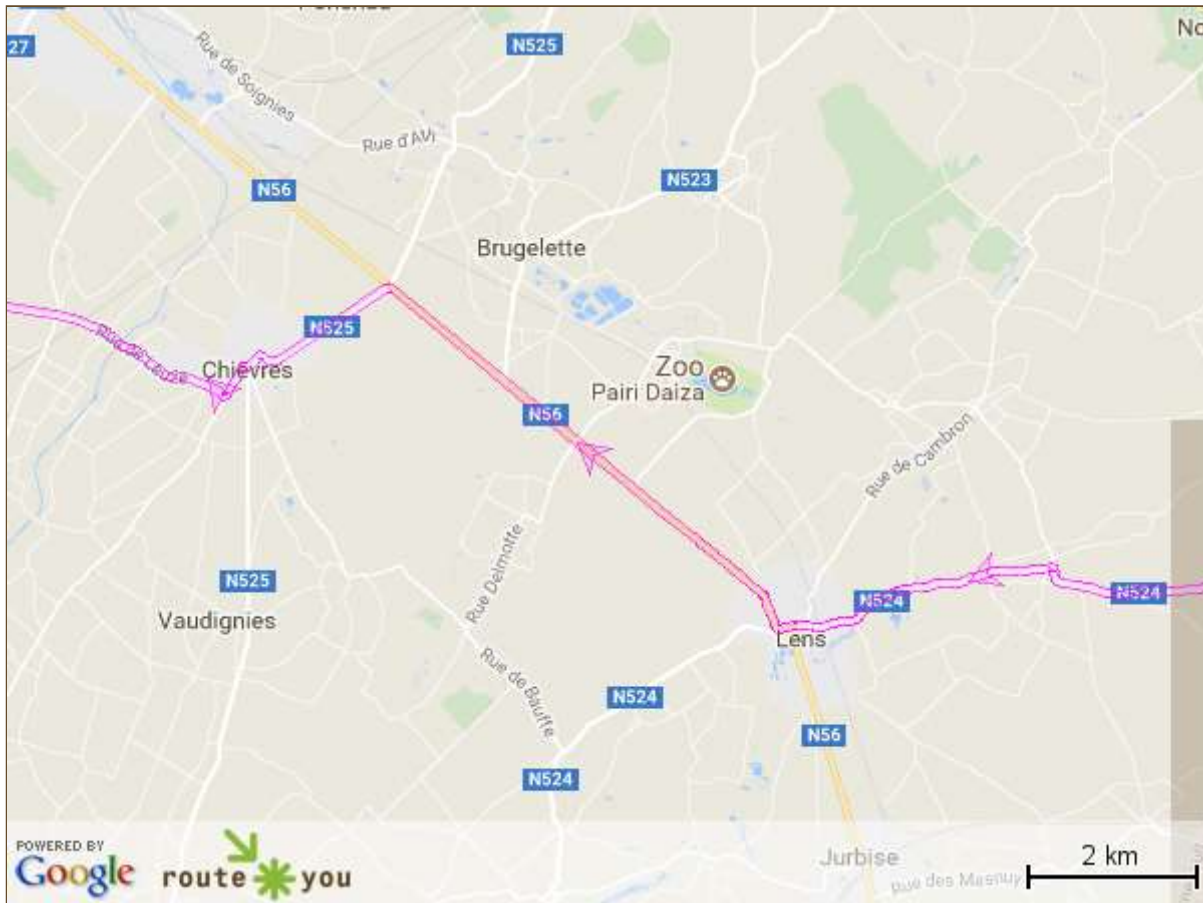 27
N525
No
Rue de Soignies
Rue d'Ath
N523
N56
Brugelette
N525
Rue de Leuze
Chièvres
Zoo
Pairi Daiza
N56
Rue de Cambron
Rue Delmotte
N525
N524
N524
Vaudignies
Lens
Rue de Bauffe
N524
N56
N524
POWERED BY
Google
route you
Jurbise
Rue des Masnuy
2 km